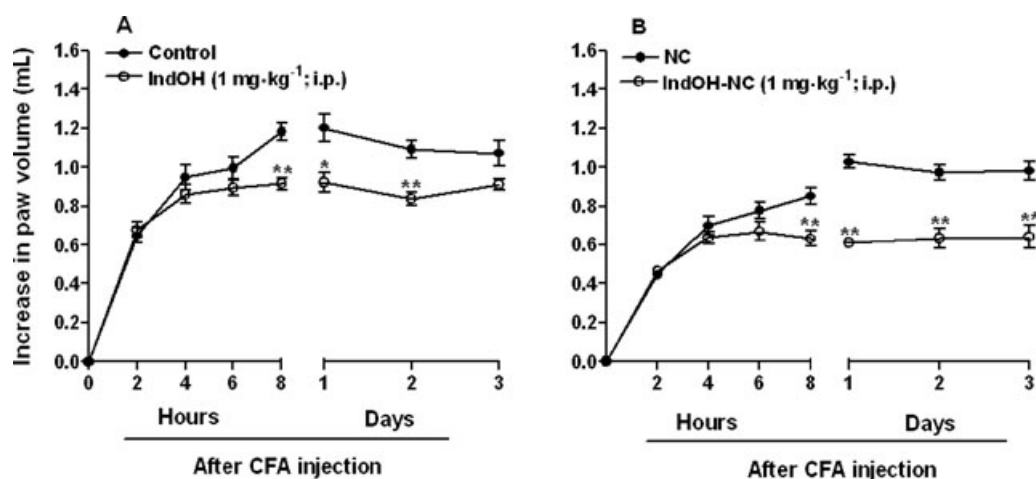 A
Control
IndOH (1 mg·kg⁻¹; i.p.)
Increase in paw volume (mL)
1.6
1.4
1.2
1.0
0.8
0.6
0.4
0.2
0.0
**
*
**
0 2 4 6 8 1 2 3
Hours Days
After CFA injection
B
NC
IndOH-NC (1 mg·kg⁻¹; i.p.)
1.6
1.4
1.2
1.0
0.8
0.6
0.4
0.2
0.0
**
**
**
**
2 4 6 8 1 2 3
Hours Days
After CFA injection